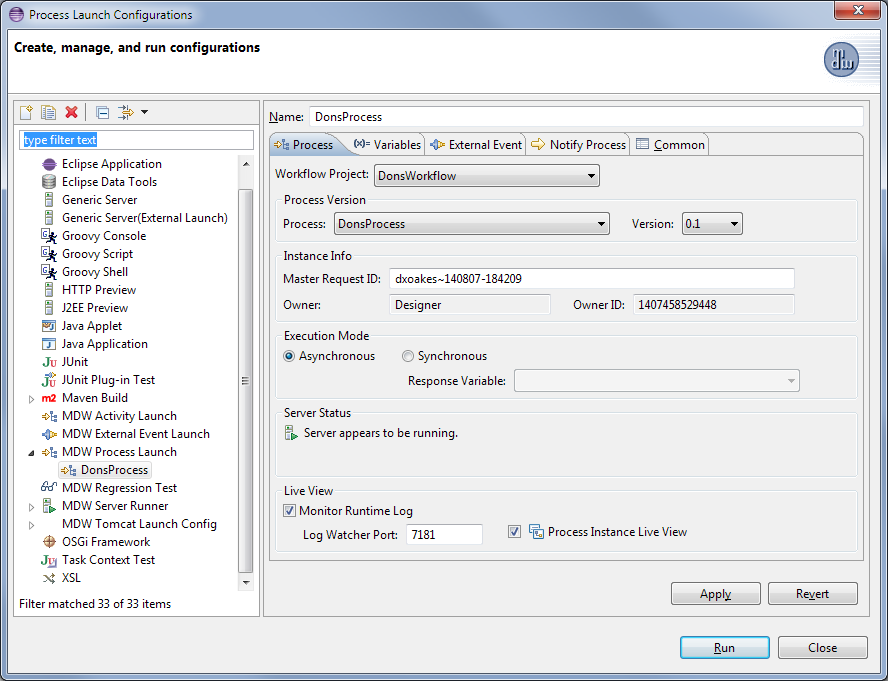 Process Launch Configurations
Create, manage, and run configurations
type filter text
Eclipse Application
Eclipse Data Tools
Generic Server
Generic Server(External Launch)
Groovy Console
Groovy Script
Groovy Shell
HTTP Preview
J2EE Preview
Java Applet
Java Application
JUnit
JUnit Plug-in Test
m2 Maven Build
MDW Activity Launch
MDW External Event Launch
MDW Process Launch
DonsProcess
MDW Regression Test
MDW Server Runner
MDW Tomcat Launch Config
OSGi Framework
Task Context Test
XSL
Filter matched 33 of 33 items
Name: DonsProcess
Process (x)= Variables External Event Notify Process Common
Workflow Project: DonsWorkflow
Process Version
Process: DonsProcess Version: 0.1
Instance Info
Master Request ID: dxoakes~140807-184209
Owner: Designer Owner ID: 1407458529448
Execution Mode
Asynchronous Synchronous
Response Variable:
Server Status
Server appears to be running.
Live View
Monitor Runtime Log
Log Watcher Port: 7181 Process Instance Live View
Apply Revert
Run Close